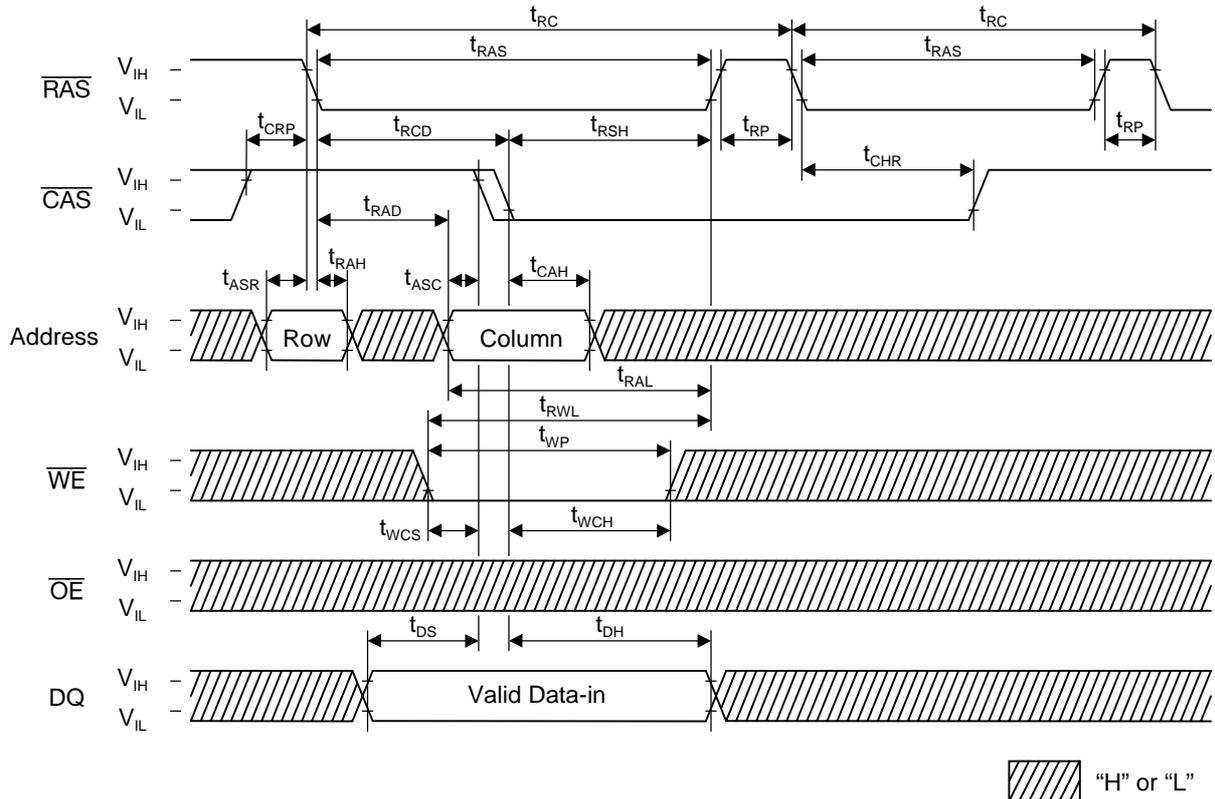 tRC tRC
tRAS tRAS
RAS VIH
VIL
tCRP tRCD tRSH tRP tRP
tCHR
CAS VIH
VIL
tRAD
tASR tRAH tASC tCAH
Address VIH
VIL
Row Column
tRAL
tRWL
tWP
WE VIH
VIL
tWCS tWCH
OE VIH
VIL
tDS tDH
DQ VIH
VIL
Valid Data-in
“H” or “L”